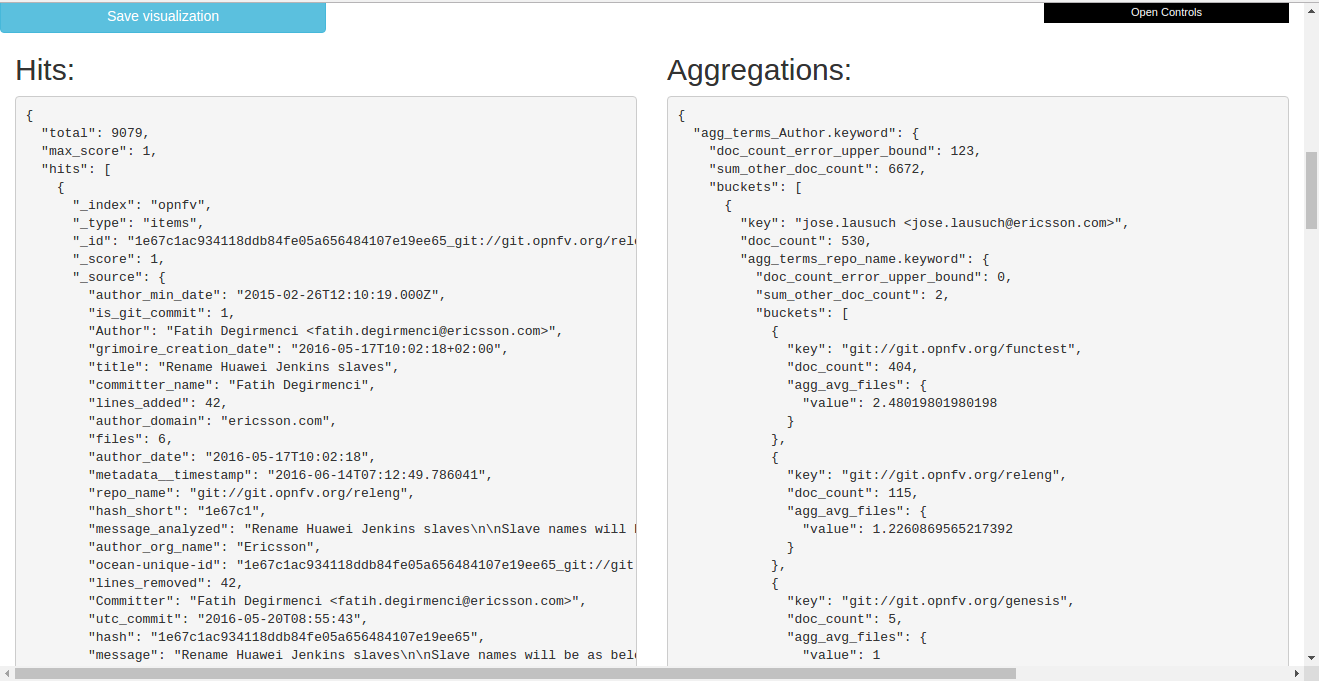 Save visualization
Open Controls
Hits:
{
"total": 9079,
"max_score": 1,
"hits": [
{
"_index": "opnfv",
"_type": "items",
"_id": "1e67c1ac934118ddb84fe05a656484107e19ee65_git://git.opnfv.org/rele
"_score": 1,
"_source": {
"author_min_date": "2015-02-26T12:10:19.000Z",
"is_git_commit": 1,
"Author": "Fatih Degirmenci <fatih.degirmenci@ericsson.com>",
"grimoire_creation_date": "2016-05-17T10:02:18+02:00",
"title": "Rename Huawei Jenkins slaves",
"committer_name": "Fatih Degirmenci",
"lines_added": 42,
"author_domain": "ericsson.com",
"files": 6,
"author_date": "2016-05-17T10:02:18",
"metadata__timestamp": "2016-06-14T07:12:49.786041",
"repo_name": "git://git.opnfv.org/releng",
"hash_short": "1e67c1",
"message_analyzed": "Rename Huawei Jenkins slaves\n\nSlave names will
"author_org_name": "Ericsson",
"ocean-unique-id": "1e67c1ac934118ddb84fe05a656484107e19ee65_git://git.
"lines_removed": 42,
"Committer": "Fatih Degirmenci <fatih.degirmenci@ericsson.com>",
"utc_commit": "2016-05-20T08:55:43",
"hash": "1e67c1ac934118ddb84fe05a656484107e19ee65",
"message": "Rename Huawei Jenkins slaves\n\nSlave names will be as belo
Aggregations:
{
"agg_terms_Author.keyword": {
"doc_count_error_upper_bound": 123,
"sum_other_doc_count": 6672,
"buckets": [
{
"key": "jose.lausuch <jose.lausuch@ericsson.com>",
"doc_count": 530,
"agg_terms_repo_name.keyword": {
"doc_count_error_upper_bound": 0,
"sum_other_doc_count": 2,
"buckets": [
{
"key": "git://git.opnfv.org/functest",
"doc_count": 404,
"agg_avg_files": {
"value": 2.48019801980198
}
},
{
"key": "git://git.opnfv.org/releng",
"doc_count": 115,
"agg_avg_files": {
"value": 1.2260869565217392
}
},
{
"key": "git://git.opnfv.org/genesis",
"doc_count": 5,
"agg_avg_files": {
"value": 1